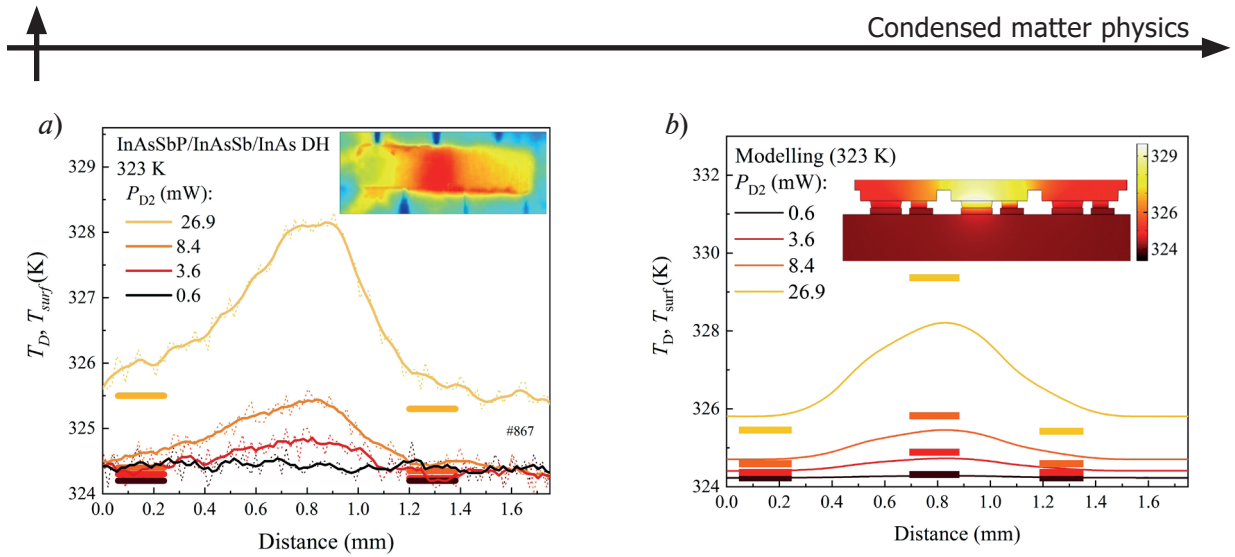 Condensed matter physics
a)
InAsSbP/InAsSb/InAs DH
323 K
P_D2 (mW):
26.9
8.4
3.6
0.6
#867
T_D, T_surf (K)
329
328
327
326
325
324
0.0 0.2 0.4 0.6 0.8 1.0 1.2 1.4 1.6
Distance (mm)
b)
Modelling (323 K)
P_D2 (mW):
0.6
3.6
8.4
26.9
329
326
324
T_D, T_surf (K)
332
330
328
326
324
0.0 0.2 0.4 0.6 0.8 1.0 1.2 1.4 1.6
Distance (mm)